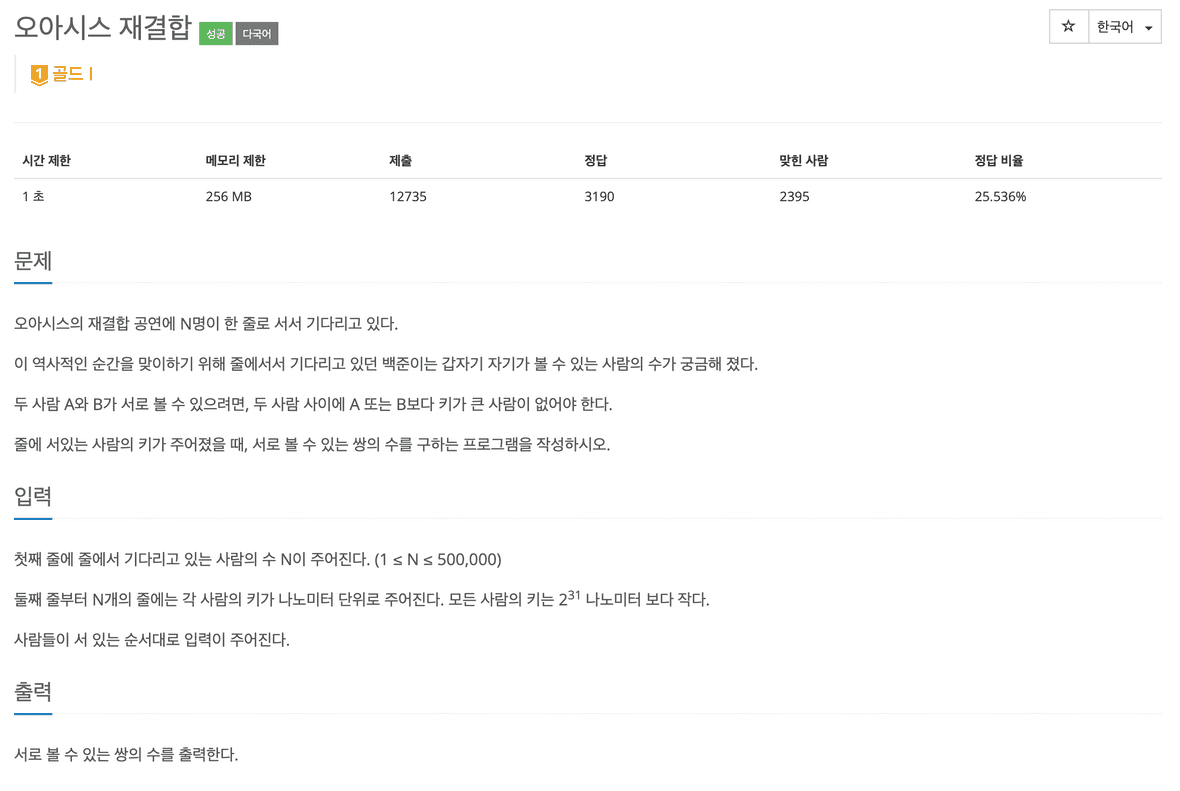 오아시스 재결합 성공 다국어 ☆ 한국어
1 골드 I
시간 제한 메모리 제한 제출 정답 맞힌 사람 정답 비율
1 초 256 MB 12735 3190 2395 25.536%
문제
오아시스의 재결합 공연에 N명이 한 줄로 서서 기다리고 있다.
이 역사적인 순간을 맞이하기 위해 줄에서서 기다리고 있던 백준이는 갑자기 자기가 볼 수 있는 사람의 수가 궁금해 졌다.
두 사람 A와 B가 서로 볼 수 있으려면, 두 사람 사이에 A 또는 B보다 키가 큰 사람이 없어야 한다.
줄에 서있는 사람의 키가 주어졌을 때, 서로 볼 수 있는 쌍의 수를 구하는 프로그램을 작성하시오.
입력
첫째 줄에 줄에서 기다리고 있는 사람의 수 N이 주어진다. (1 ≤ N ≤ 500,000)
둘째 줄부터 N개의 줄에는 각 사람의 키가 나노미터 단위로 주어진다. 모든 사람의 키는 2³¹ 나노미터 보다 작다.
사람들이 서 있는 순서대로 입력이 주어진다.
출력
서로 볼 수 있는 쌍의 수를 출력한다.